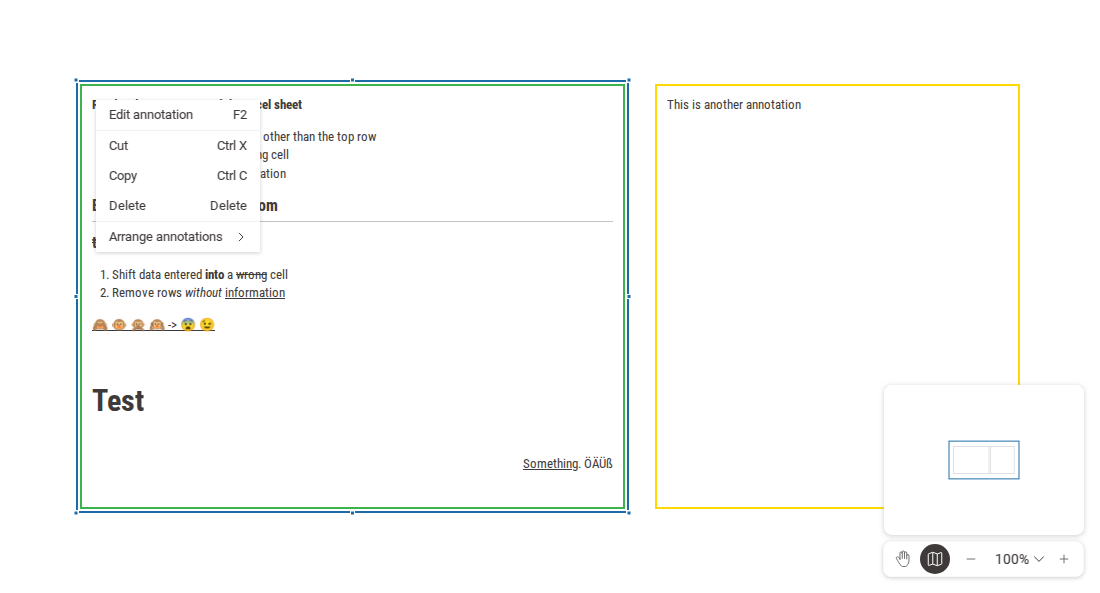 cel sheet
other than the top row
cell
Edit annotation F2
Cut Ctrl X
Copy Ctrl C
Delete Delete
Arrange annotations
1. Shift data entered into a wrong cell
2. Remove rows without information
🙈 🐵 🙊 🙉 -> 😨 😉
Test
Something. ÖÄÜß
This is another annotation
100%